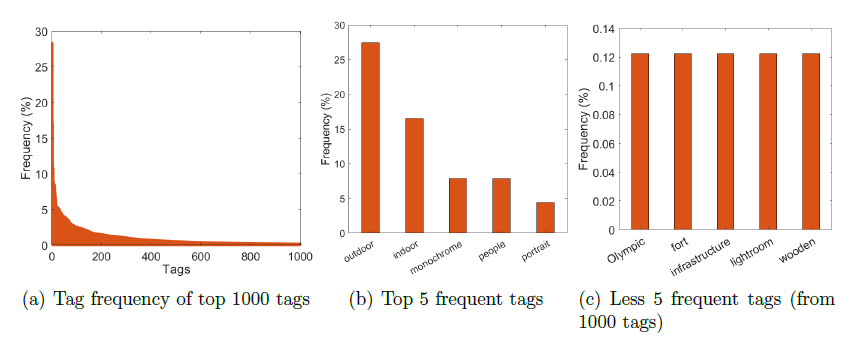 30
25
20
15
10
5
0
Frequency (%)
0 200 400 600 800 1000
Tags
(a) Tag frequency of top 1000 tags
30
25
20
15
10
5
0
Frequency (%)
outdoor indoor monochrome people portrait
(b) Top 5 frequent tags
0.14
0.12
0.1
0.08
0.06
0.04
0.02
0
Frequency (%)
Olympic fort infrastructure lightroom wooden
(c) Less 5 frequent tags (from
1000 tags)